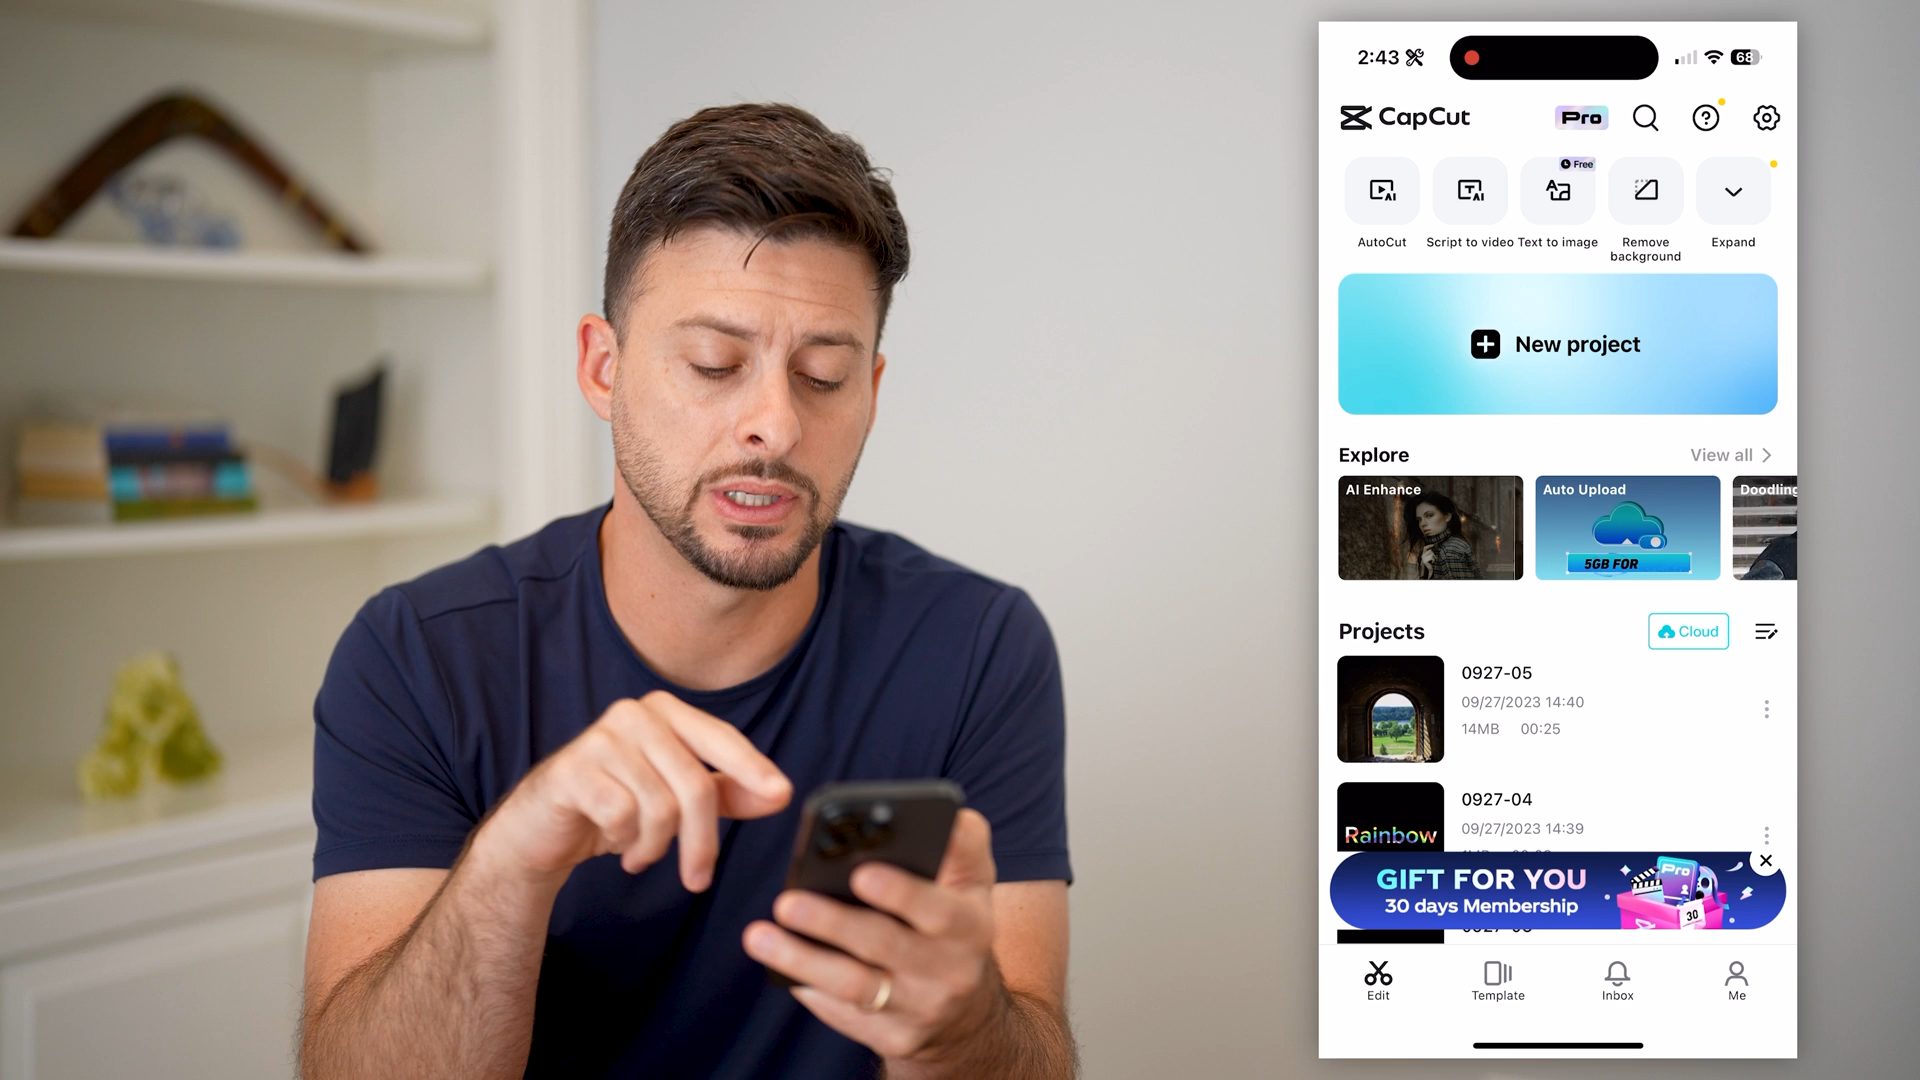 2:43
68
CapCut
Pro
Free
AI
TAI
AutoCut
Script to video
Text to image
Remove
background
Expand
New project
Explore
View all
AI Enhance
Auto Upload
Doodling
5GB FOR
Projects
Cloud
0927-05
09/27/2023 14:40
14MB 00:25
0927-04
Rainbow
09/27/2023 14:39
GIFT FOR YOU
30 days Membership
Pro
30
Edit
Template
Inbox
Me